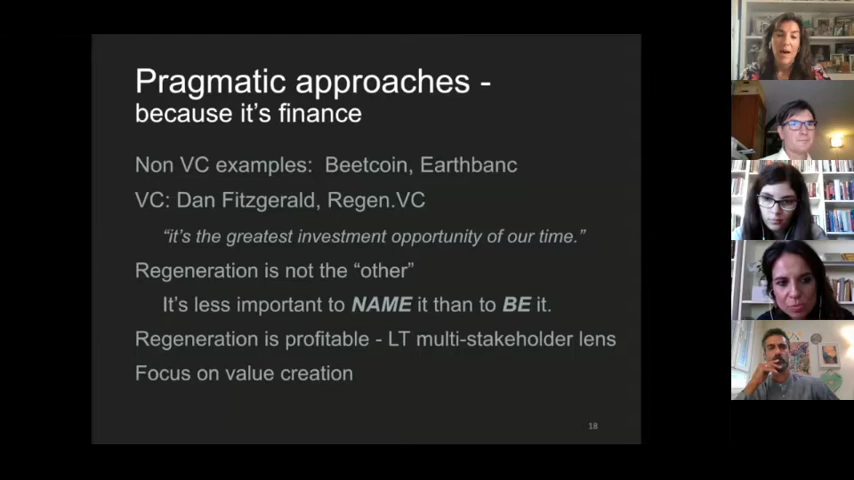 Pragmatic approaches -
because it's finance
Non VC examples: Beetcoin, Earthbanc
VC: Dan Fitzgerald, Regen.VC
"it's the greatest investment opportunity of our time."
Regeneration is not the "other"
It's less important to NAME it than to BE it.
Regeneration is profitable - LT multi-stakeholder lens
Focus on value creation
18